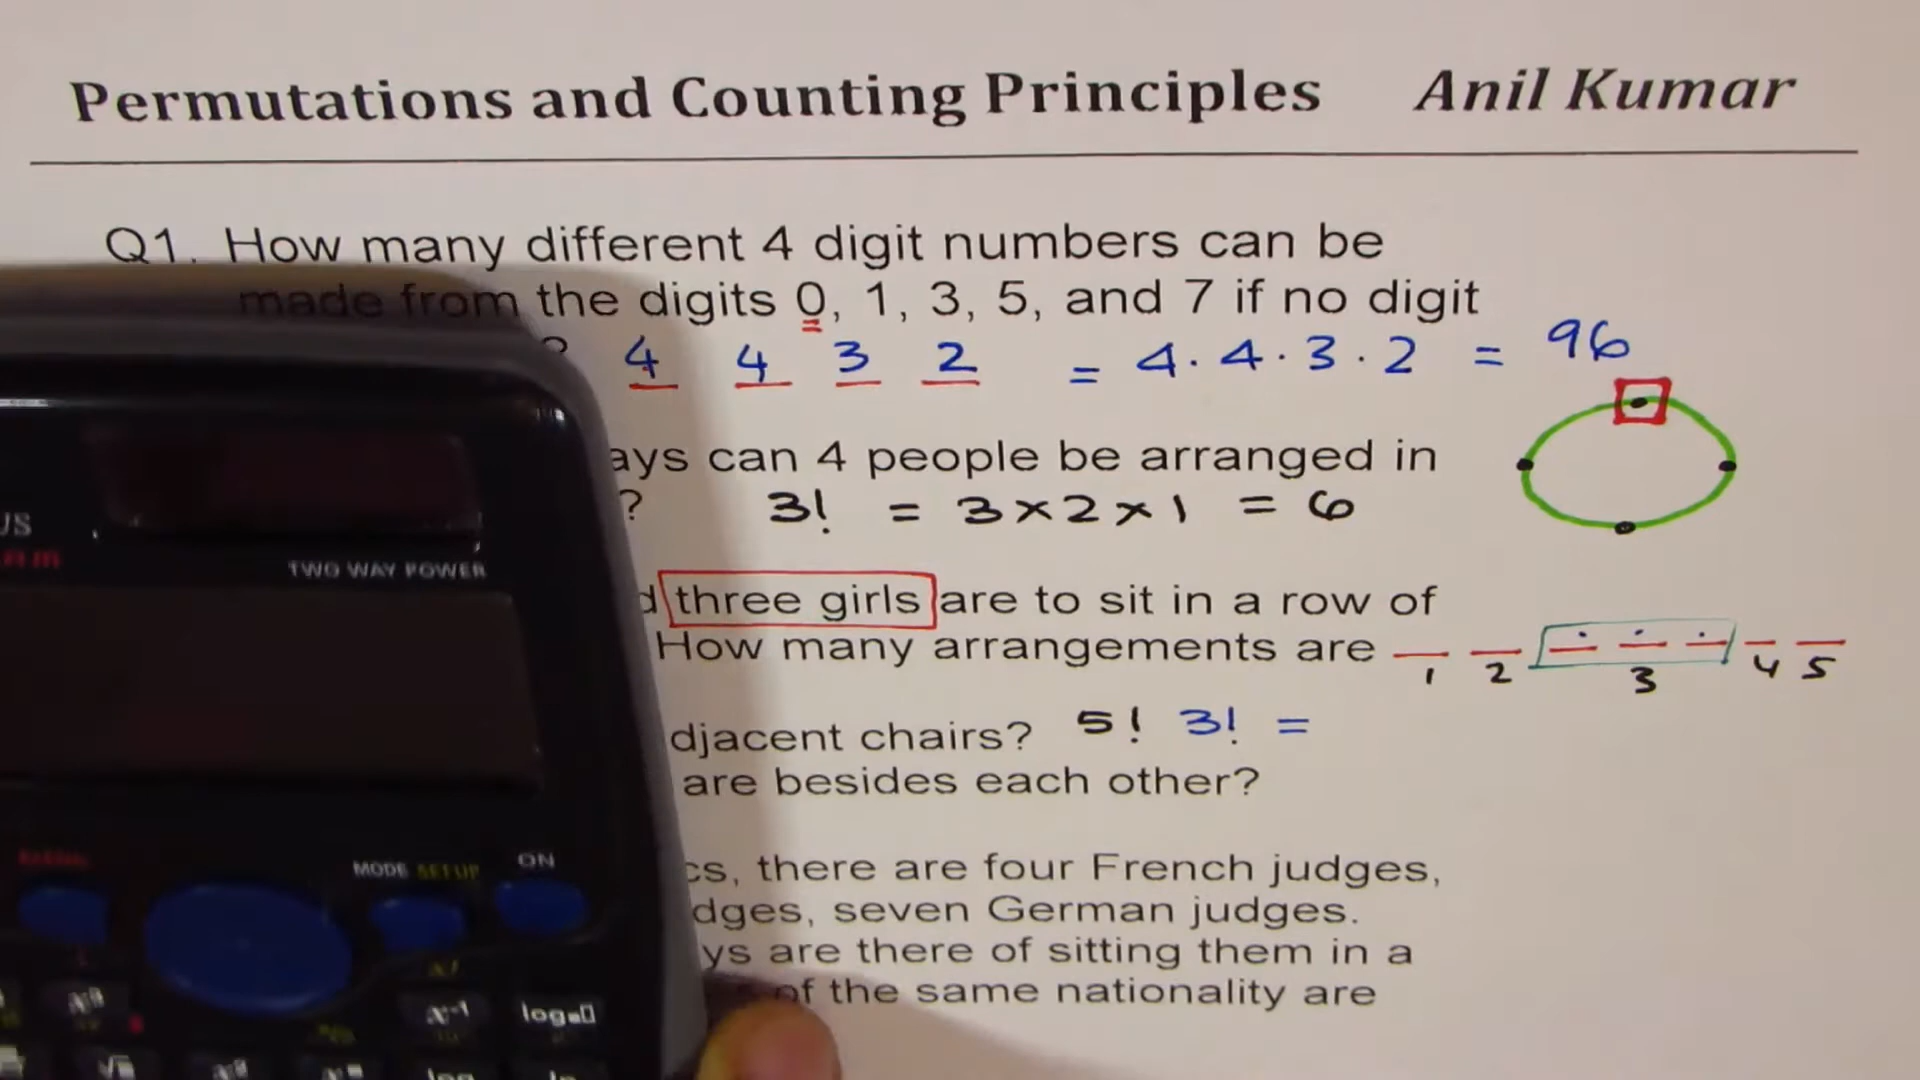 Permutations and Counting Principles Anil Kumar
Q1. How many different 4 digit numbers can be
made from the digits 0, 1, 3, 5, and 7 if no digit
? 4 4 3 2 = 4.4.3.2 = 96
ays can 4 people be arranged in
? 3! = 3x2x1 = 6
d three girls are to sit in a row of
How many arrangements are
1 2 3 4 5
djacent chairs? 5! 3! =
are besides each other?
cs, there are four French judges,
dges, seven German judges.
ys are there of sitting them in a
of the same nationality are
US
TWO WAY POWER
MODE SETUP ON
x⁻¹ log
log ln